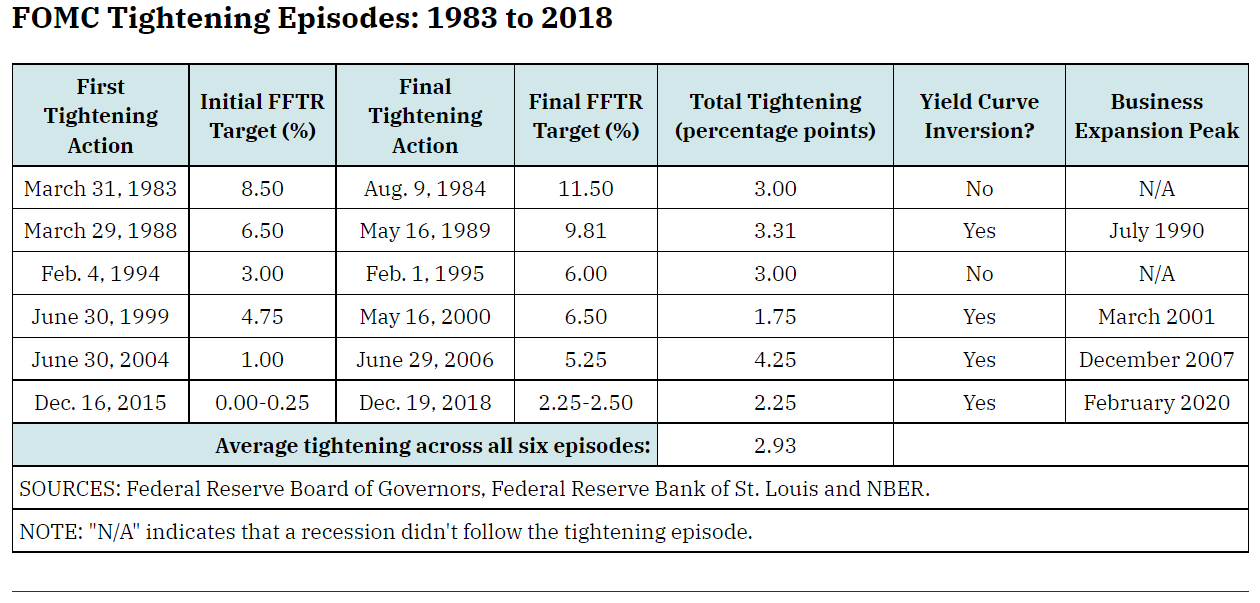 FOMC Tightening Episodes: 1983 to 2018
First Tightening Action Initial FFTR Target (%) Final Tightening Action Final FFTR Target (%) Total Tightening (percentage points) Yield Curve Inversion? Business Expansion Peak
March 31, 1983 8.50 Aug. 9, 1984 11.50 3.00 No N/A
March 29, 1988 6.50 May 16, 1989 9.81 3.31 Yes July 1990
Feb. 4, 1994 3.00 Feb. 1, 1995 6.00 3.00 No N/A
June 30, 1999 4.75 May 16, 2000 6.50 1.75 Yes March 2001
June 30, 2004 1.00 June 29, 2006 5.25 4.25 Yes December 2007
Dec. 16, 2015 0.00-0.25 Dec. 19, 2018 2.25-2.50 2.25 Yes February 2020
Average tightening across all six episodes: 2.93
SOURCES: Federal Reserve Board of Governors, Federal Reserve Bank of St. Louis and NBER.
NOTE: "N/A" indicates that a recession didn't follow the tightening episode.